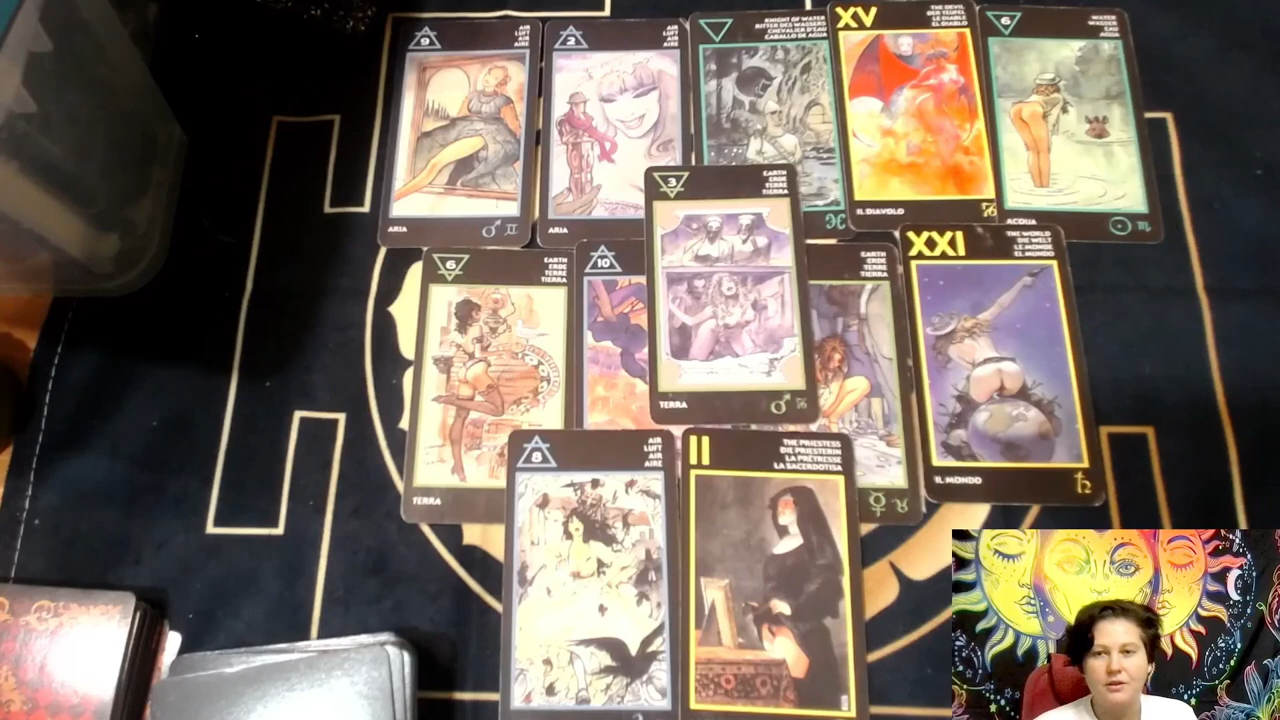 9
AIR
LUFT
AIR
AIRE
ARIA
2
AIR
LUFT
AIR
AIRE
ARIA
KNIGHT OF WATER
RITTER DES WASSERS
CHEVALIER D'EAU
CABALLO DE AGUA
XV
THE DEVIL
DER TEUFEL
LE DIABLE
EL DIABLO
IL DIAVOLO
6
WATER
WASSER
EAU
AGUA
ACQUA
3
EARTH
ERDE
TERRE
TIERRA
TERRA
6
EARTH
ERDE
TERRE
TIERRA
TERRA
10
EARTH
ERDE
TERRE
TIERRA
XXI
THE WORLD
DIE WELT
LE MONDE
EL MUNDO
IL MONDO
8
AIR
LUFT
AIR
AIRE
II
THE PRIESTESS
DIE PRIESTERIN
LA PRÊTRESSE
LA SACERDOTISA